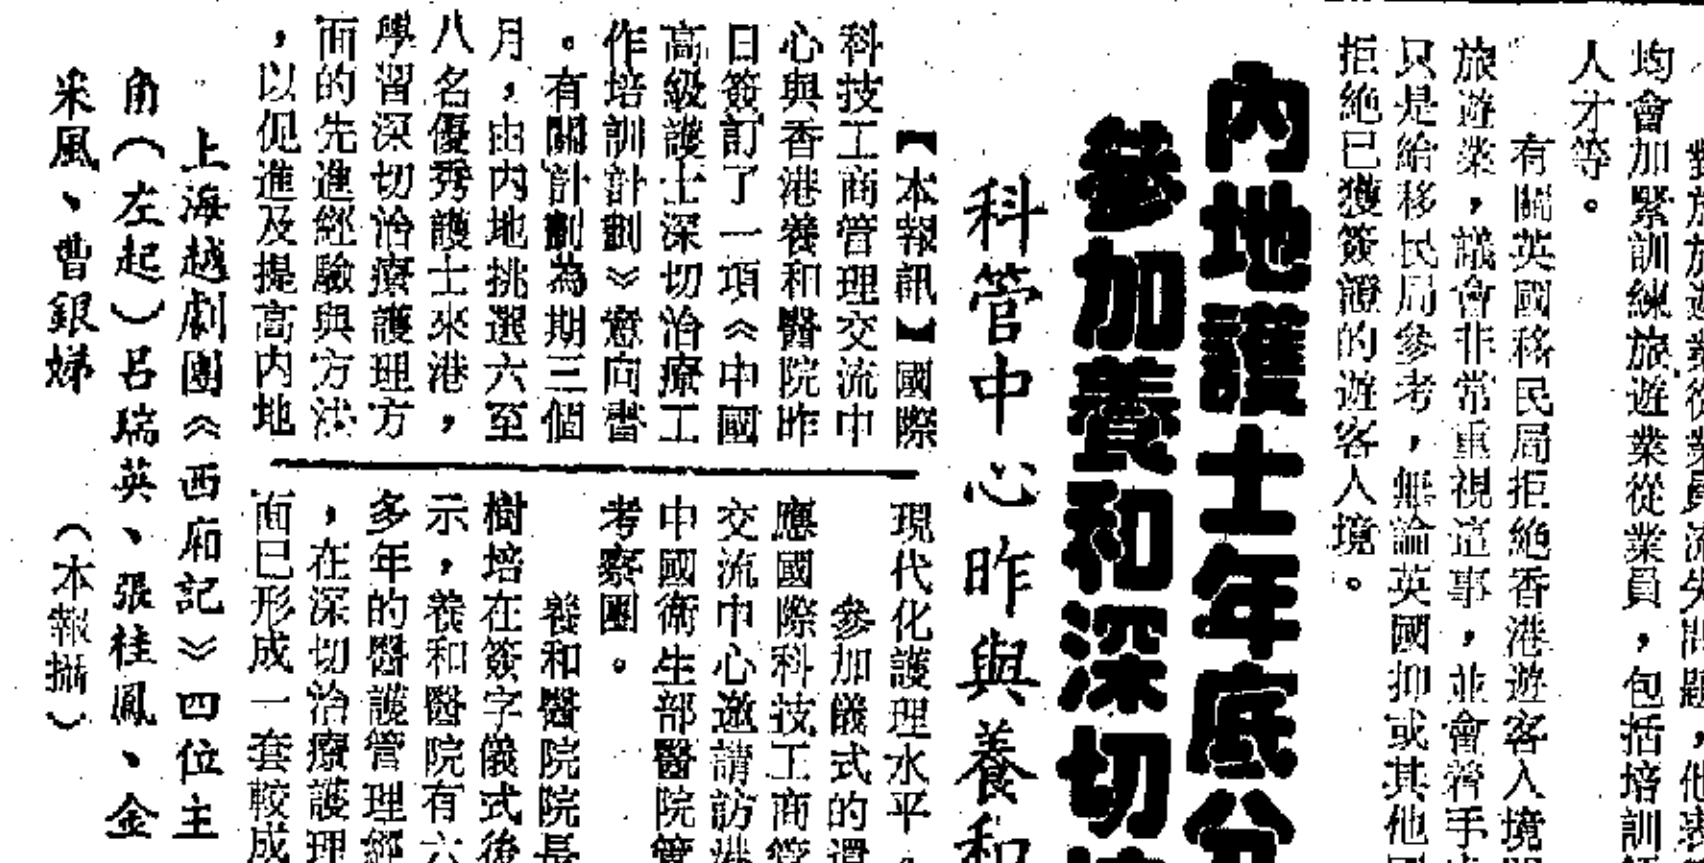 均會加緊訓練旅遊業從業員，包括培訓
人才等。
有關英國移民局拒絕香港遊客入境
旅遊業，議會非常重視這事，並會着手
只是給移民局參考，無論英國抑或其他
拒絕已獲簽證的遊客入境。
內地護士年底分
參加養和深切
科管中心昨與養和
【本報訊】國際
科技工商管理交流中
心與香港養和醫院昨
日簽訂了一項《中國
高級護士深切治療工
作培訓計劃》意向書
。有關計劃為期三個
月，由內地挑選六至
八名優秀護士來港，
學習深切治療護理方
面的先進經驗與方法
，以促進及提高內地
現代化護理水平。
參加儀式的還
應國際科技工商管
交流中心邀請訪港
中國衛生部醫院管
考察團。
養和醫院院長
樹培在簽字儀式後
示，養和醫院有六
多年的醫護管理經
，在深切治療護理
面已形成一套較成
上海越劇團《西廂記》四位主
角（左起）呂瑞英、張桂鳳、金
釆風、曹銀娣　（本報攝）